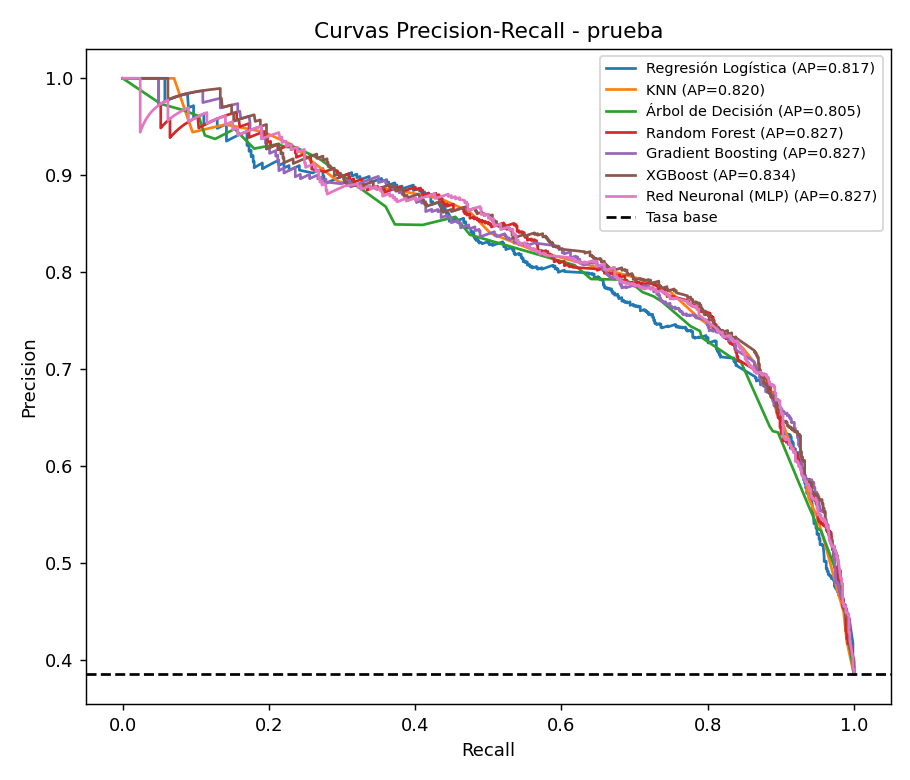 Curvas Precision-Recall - prueba
Regresión Logística (AP=0.817)
KNN (AP=0.820)
Árbol de Decisión (AP=0.805)
Random Forest (AP=0.827)
Gradient Boosting (AP=0.827)
XGBoost (AP=0.834)
Red Neuronal (MLP) (AP=0.827)
Tasa base
Precision
1.0
0.9
0.8
0.7
0.6
0.5
0.4
0.0 0.2 0.4 0.6 0.8 1.0
Recall